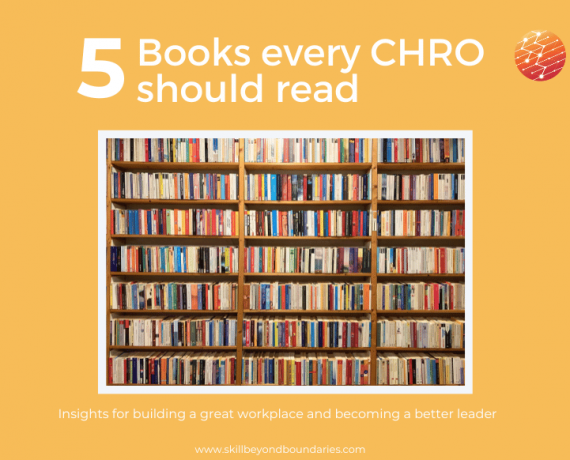 5 Books every CHRO
should read
Insights for building a great workplace and becoming a better leader
www.skillbeyondboundaries.com